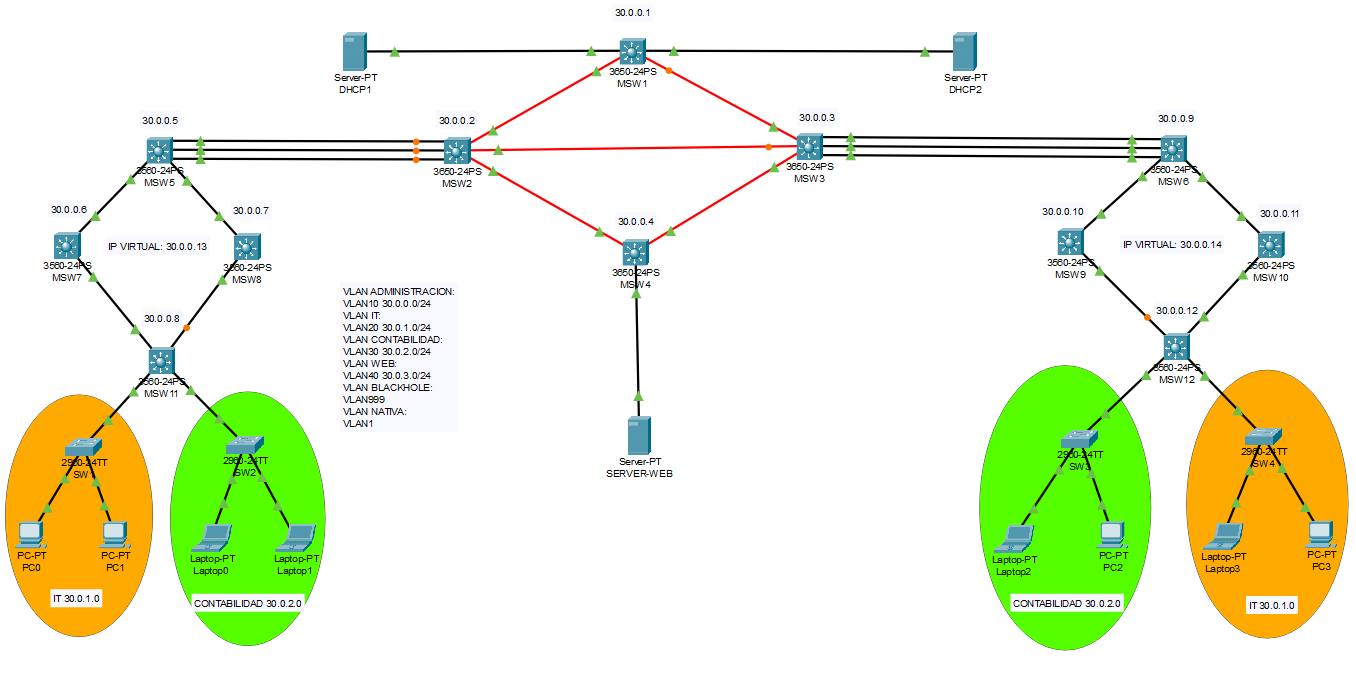 30.0.0.1
Server-PT
DHCP1
3650-24PS
MSW1
Server-PT
DHCP2
30.0.0.5
3560-24PS
MSW5
30.0.0.2
3650-24PS
MSW2
30.0.0.3
3650-24PS
MSW3
30.0.0.9
3560-24PS
MSW6
30.0.0.6
3560-24PS
MSW7
IP VIRTUAL: 30.0.0.13
30.0.0.7
3560-24PS
MSW8
30.0.0.4
3650-24PS
MSW4
30.0.0.10
3560-24PS
MSW9
IP VIRTUAL: 30.0.0.14
30.0.0.11
3560-24PS
MSW10
30.0.0.8
3560-24PS
MSW11
VLAN ADMINISTRACION:
VLAN10 30.0.0.0/24
VLAN IT:
VLAN20 30.0.1.0/24
VLAN CONTABILIDAD:
VLAN30 30.0.2.0/24
VLAN WEB:
VLAN40 30.0.3.0/24
VLAN BLACKHOLE:
VLAN999
VLAN NATIVA:
VLAN1
30.0.0.12
3560-24PS
MSW12
Server-PT
SERVER-WEB
2960-24TT
SW1
2960-24TT
SW2
2960-24TT
SW3
2960-24TT
SW4
PC-PT
PC0
PC-PT
PC1
Laptop-PT
Laptop0
Laptop-PT
Laptop1
Laptop-PT
Laptop2
PC-PT
PC2
Laptop-PT
Laptop3
PC-PT
PC3
IT 30.0.1.0
CONTABILIDAD 30.0.2.0
CONTABILIDAD 30.0.2.0
IT 30.0.1.0